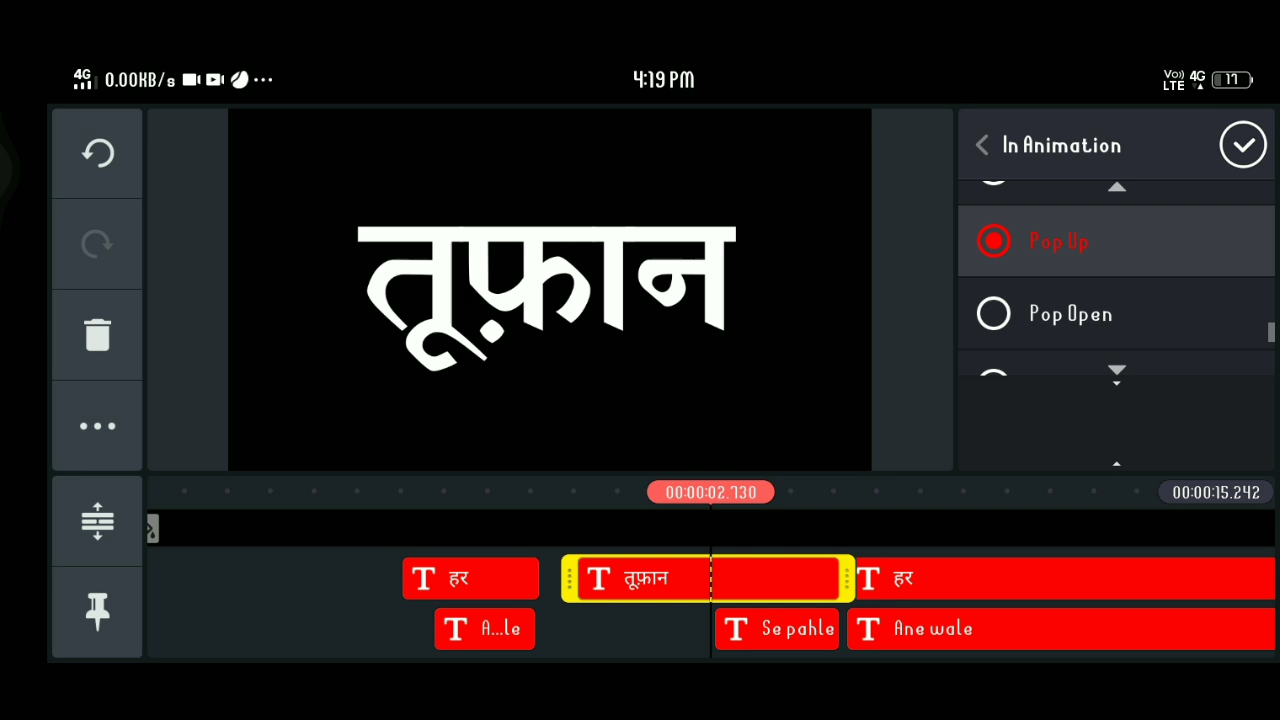 4G 0.00KB/s 4:19 PM Vo) LTE 4G 17
In Animation
तूफ़ान
Pop Up
Pop Open
00:00:02.730 00:00:15.242
T हर T तूफ़ान T हर
T A...le T Se pahle T Ane wale